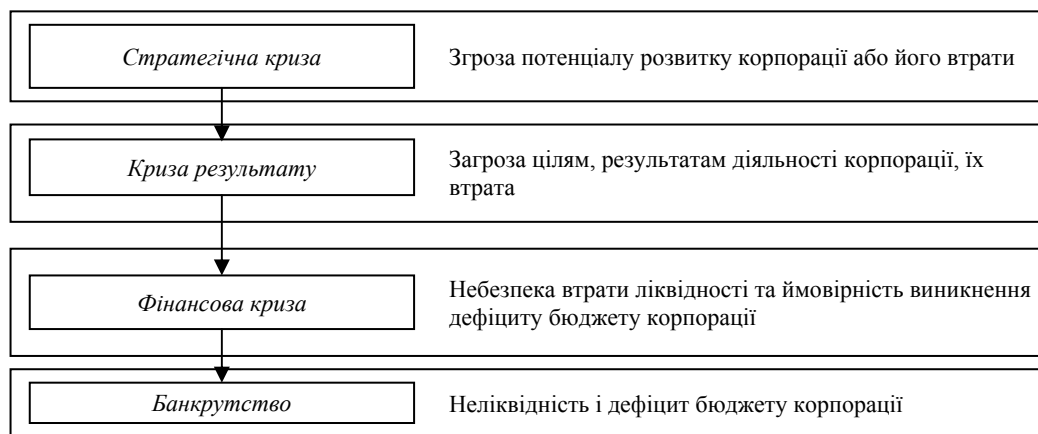 Стратегічна криза
Згроза потенціалу розвитку корпорації або його втрати
Криза результату
Загроза цілям, результатам діяльності корпорації, їх
втрата
Фінансова криза
Небезпека втрати ліквідності та ймовірність виникнення
дефіциту бюджету корпорації
Банкрутство
Неліквідність і дефіцит бюджету корпорації